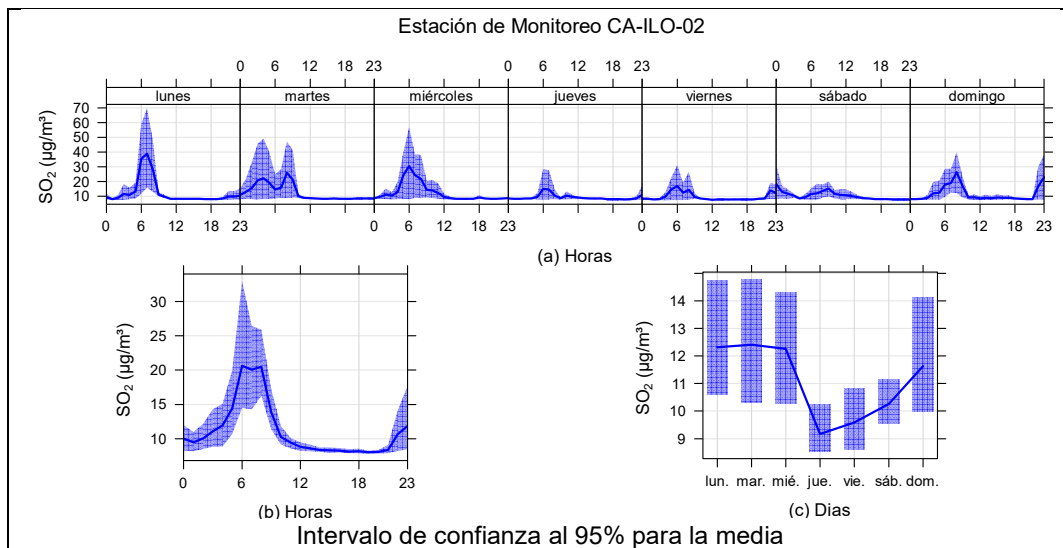 Estación de Monitoreo CA-ILO-02
0 6 12 18 23 0 6 12 18 23 0 6 12 18 23
lunes martes miércoles jueves viernes sábado domingo
SO₂ (µg/m³)
70
60
50
40
30
20
10
0 6 12 18 0 6 12 18 23 0 6 12 18 23 0 6 12 18 23
(a) Horas
SO₂ (µg/m³)
30
25
20
15
10
0 6 12 18 23
(b) Horas
SO₂ (µg/m³)
14
13
12
11
10
9
lun. mar. mié. jue. vie. sáb. dom.
(c) Dias
Intervalo de confianza al 95% para la media